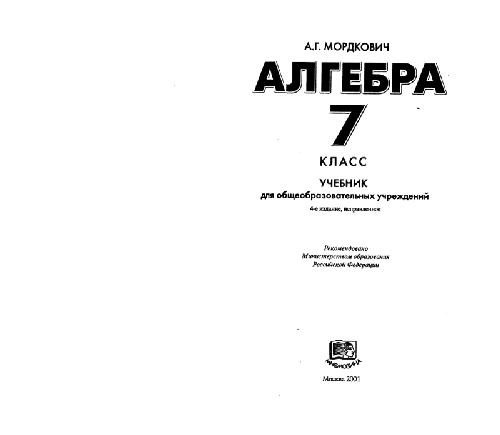 А.Г. МОРДКОВИЧ
АЛГЕБРА
7
КЛАСС
УЧЕБНИК
для общеобразовательных учреждений
4-е издание, исправленное
Рекомендовано
Министерством образования
Российской Федерации
МНЕМОЗИНА
Москва 2001